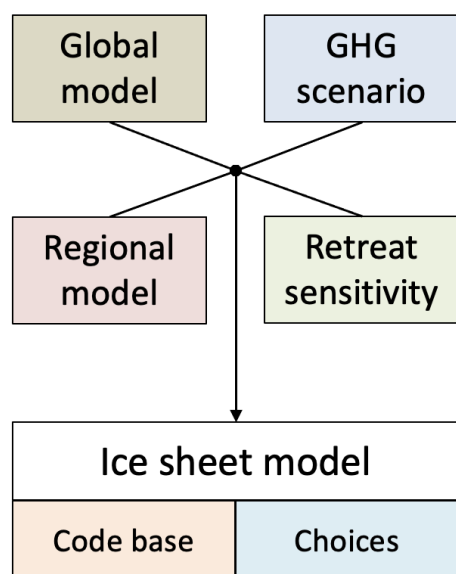 Global
model
GHG
scenario
Regional
model
Retreat
sensitivity
Ice sheet model
Code base
Choices